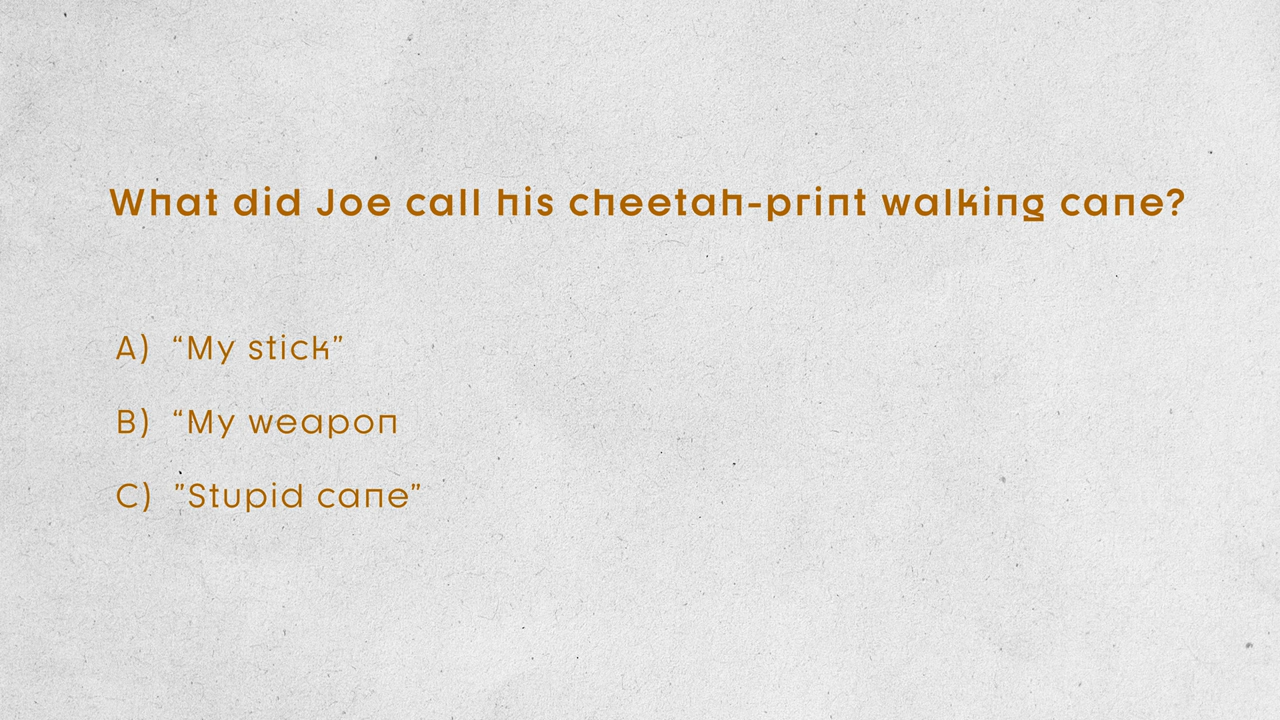 What did Joe call his cheetah-print walking cane?
A) “My stick”
B) “My weapon
C) ”Stupid cane”